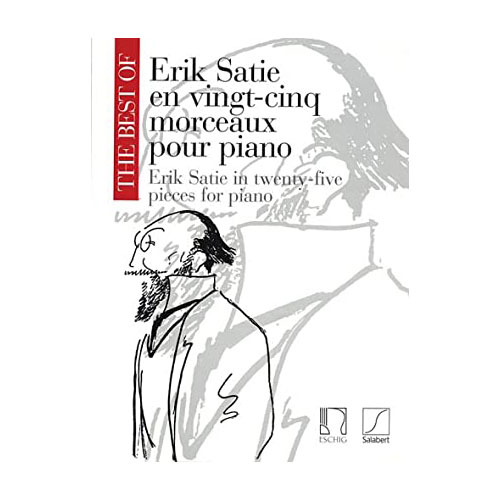 THE BEST OF
Erik Satie
en vingt-cinq
morceaux
pour piano
Erik Satie in twenty-five
pieces for piano
ESCHIG
Salabert